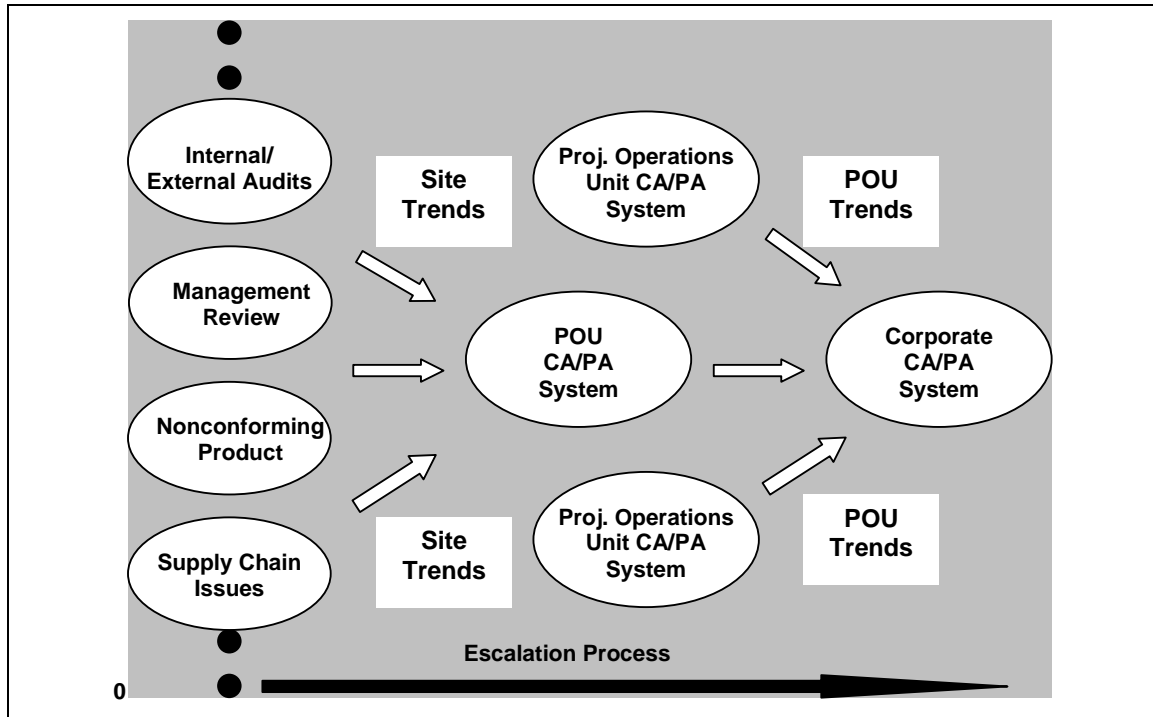 Internal/
External Audits
Management
Review
Nonconforming
Product
Supply Chain
Issues
Site
Trends
Site
Trends
Proj. Operations
Unit CA/PA
System
POU
CA/PA
System
Proj. Operations
Unit CA/PA
System
POU
Trends
Corporate
CA/PA
System
POU
Trends
Escalation Process
0